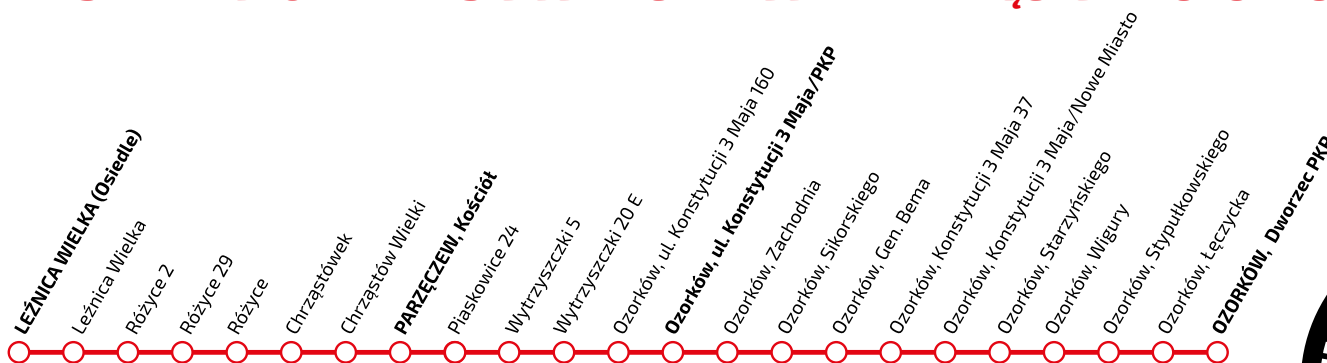 LEŹNICA WIELKA (Osiedle)
Leźnica Wielka
Różyce 2
Różyce 29
Różyce
Chrząstówek
Chrząstów Wielki
PARZĘCZEW, Kościół
Piaskowice 24
Wytrzyszczki 5
Wytrzyszczki 20 E
Ozorków, ul. Konstytucji 3 Maja 160
Ozorków, ul. Konstytucji 3 Maja/PKP
Ozorków, Zachodnia
Ozorków, Sikorskiego
Ozorków, Gen. Bema
Ozorków, Konstytucji 3 Maja 37
Ozorków, Konstytucji 3 Maja/Nowe Miasto
Ozorków, Starzyńskiego
Ozorków, Wigury
Ozorków, Stypułkowskiego
Ozorków, Łęczycka
OZORKÓW, Dworzec PKP